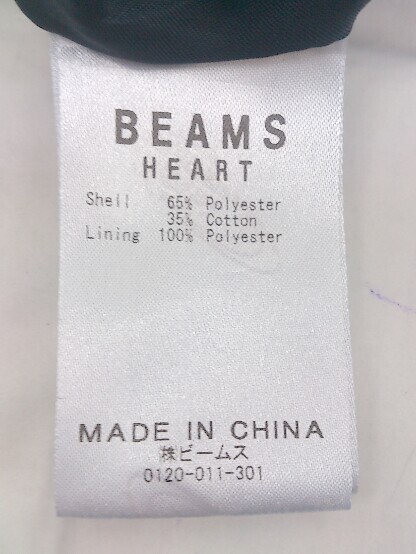 BEAMS
HEART
Shell 65% Polyester
35% Cotton
Lining 100% Polyester
MADE IN CHINA
㈱ビームス
0120-011-301